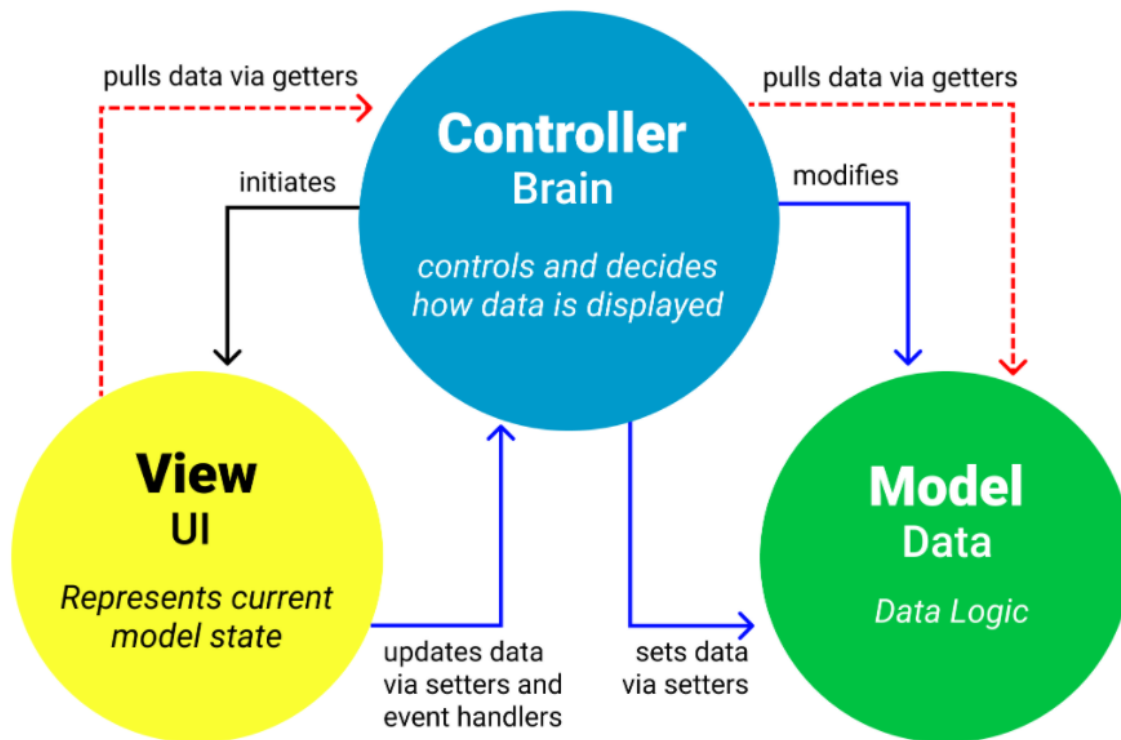 pulls data via getters
pulls data via getters
Controller
Brain
initiates
modifies
controls and decides
how data is displayed
View
UI
Represents current
model state
Model
Data
Data Logic
updates data
via setters and
event handlers
sets data
via setters